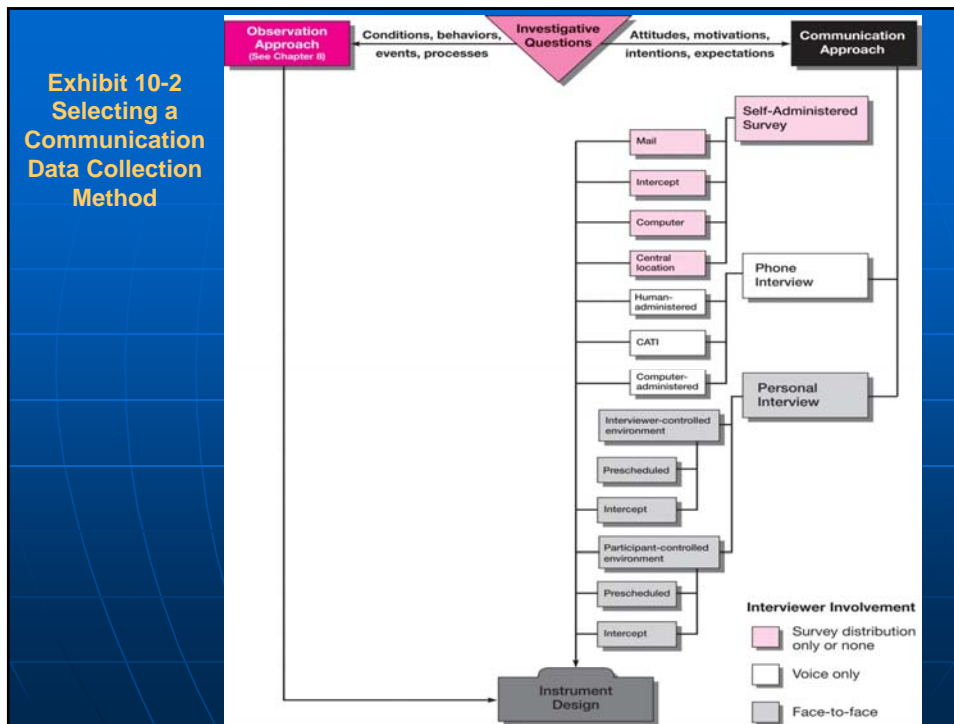 Exhibit 10-2
Selecting a
Communication
Data Collection
Method
Observation
Approach
(See Chapter 8)
Conditions, behaviors,
events, processes
Investigative
Questions
Attitudes, motivations,
intentions, expectations
Communication
Approach
Self-Administered
Survey
Mail
Intercept
Computer
Central
location
Phone
Interview
Human-
administered
CATI
Computer-
administered
Personal
Interview
Interviewer-controlled
environment
Prescheduled
Intercept
Participant-controlled
environment
Prescheduled
Intercept
Instrument
Design
Interviewer Involvement
Survey distribution
only or none
Voice only
Face-to-face